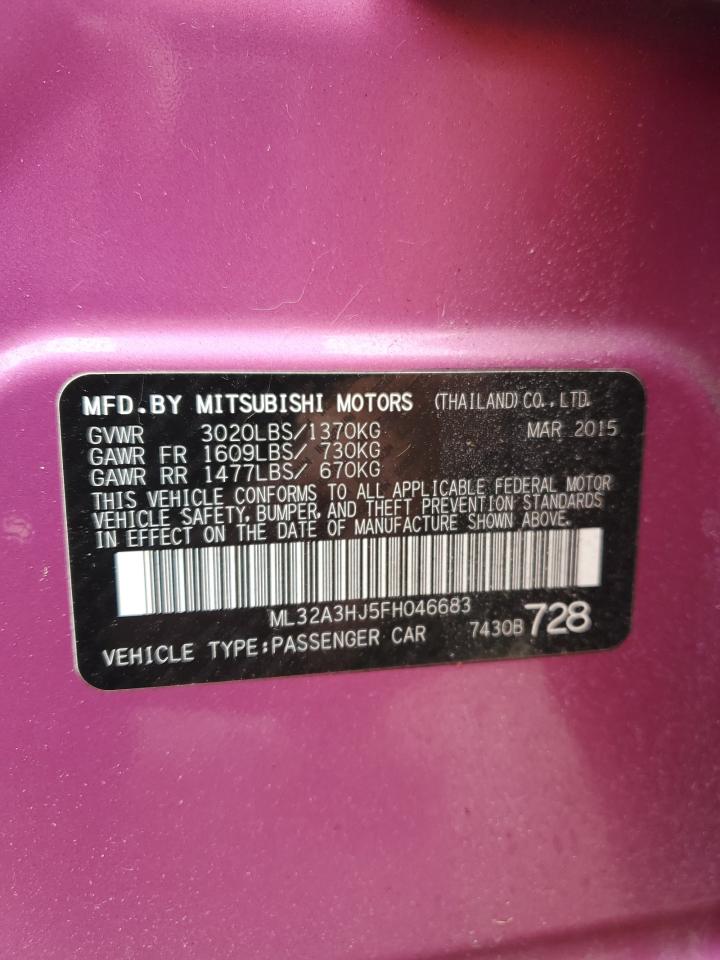 MFD.BY MITSUBISHI MOTORS (THAILAND) CO., LTD.
GVWR 3020LBS/1370KG MAR 2015
GAWR FR 1609LBS/ 730KG
GAWR RR 1477LBS/ 670KG
THIS VEHICLE CONFORMS TO ALL APPLICABLE FEDERAL MOTOR
VEHICLE SAFETY, BUMPER, AND THEFT PREVENTION STANDARDS
IN EFFECT ON THE DATE OF MANUFACTURE SHOWN ABOVE.
ML32A3HJ5FH046683
VEHICLE TYPE:PASSENGER CAR 7430B 728